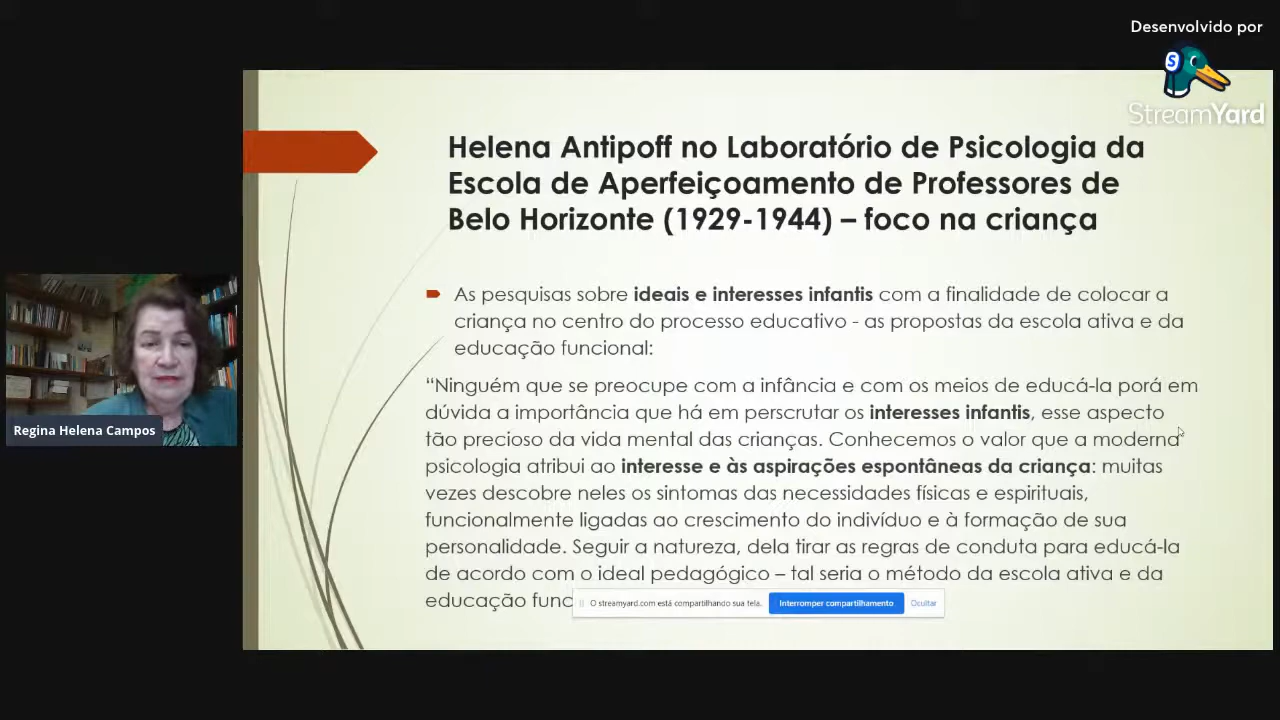 Desenvolvido por
StreamYard
Helena Antipoff no Laboratório de Psicologia da
Escola de Aperfeiçoamento de Professores de
Belo Horizonte (1929-1944) – foco na criança
As pesquisas sobre ideais e interesses infantis com a finalidade de colocar a
criança no centro do processo educativo - as propostas da escola ativa e da
educação funcional:
“Ninguém que se preocupe com a infância e com os meios de educá-la porá em
dúvida a importância que há em perscrutar os interesses infantis, esse aspecto
tão precioso da vida mental das crianças. Conhecemos o valor que a moderna
psicologia atribui ao interesse e às aspirações espontâneas da criança: muitas
vezes descobre neles os sintomas das necessidades físicas e espirituais,
funcionalmente ligadas ao crescimento do indivíduo e à formação de sua
personalidade. Seguir a natureza, dela tirar as regras de conduta para educá-la
de acordo com o ideal pedagógico – tal seria o método da escola ativa e da
educação func
O streamyard.com está compartilhando sua tela. Interromper compartilhamento Ocultar
Regina Helena Campos